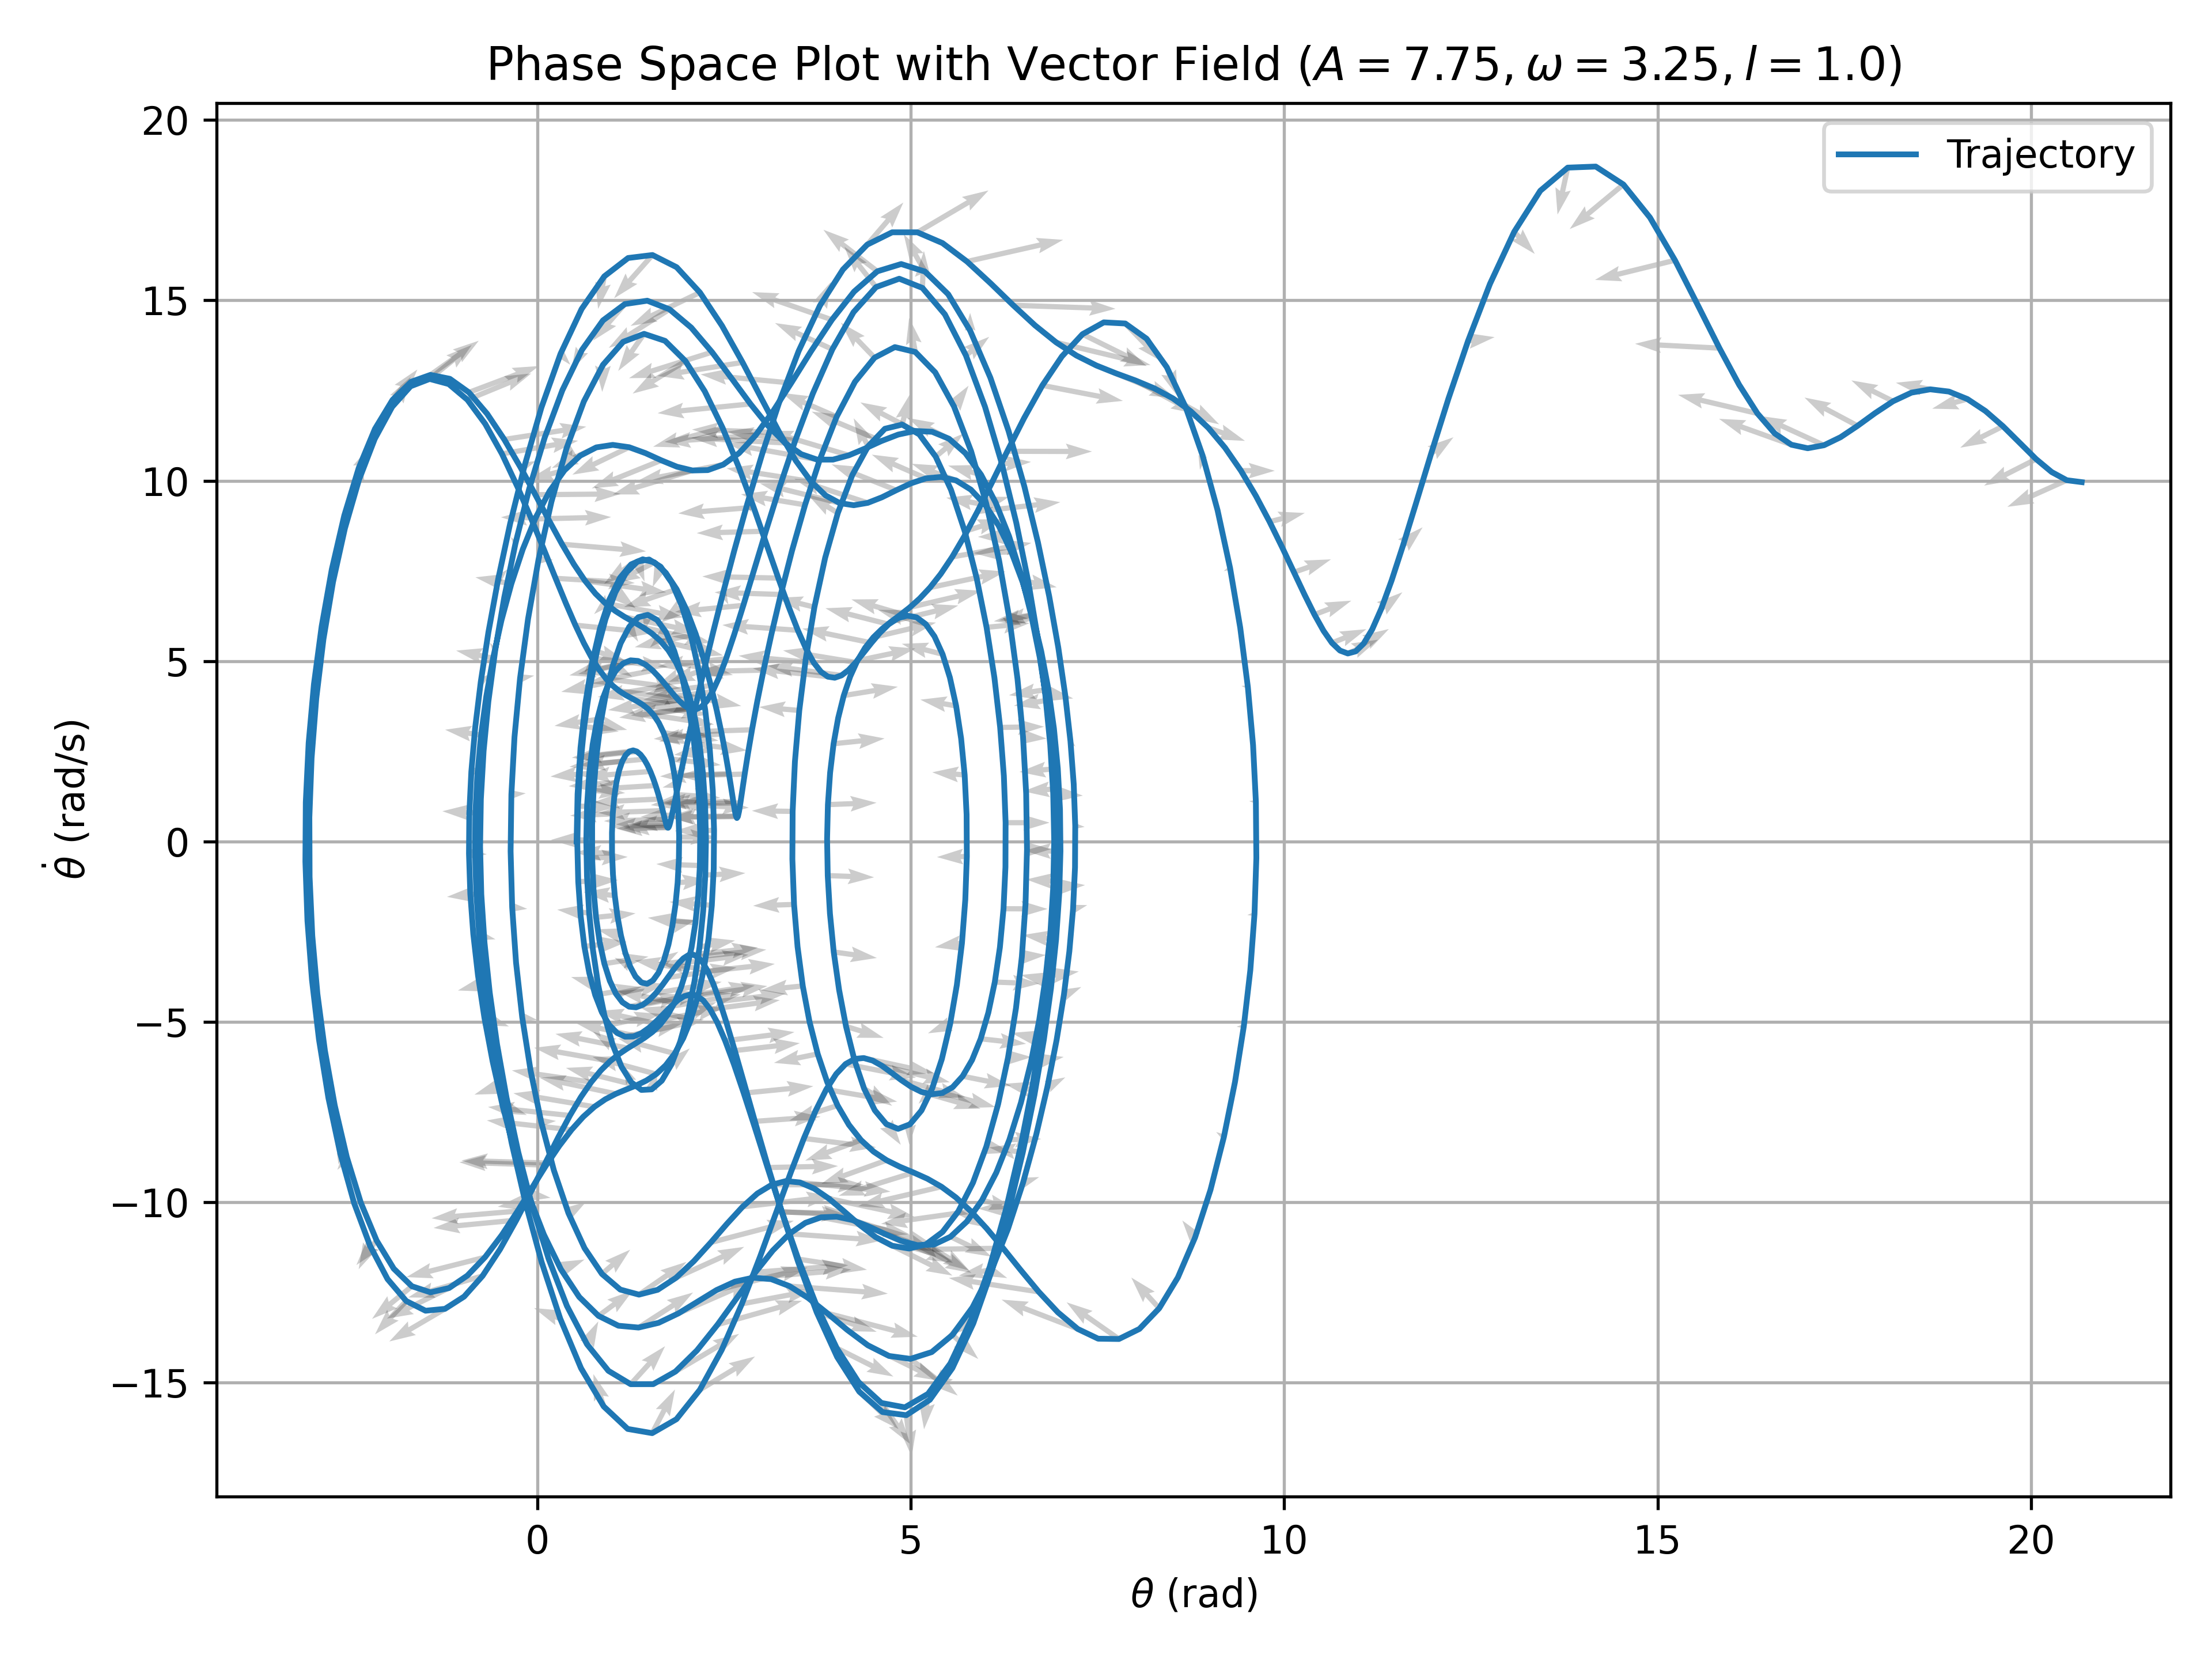 Phase Space Plot with Vector Field (A = 7.75, ω = 3.25, l = 1.0)
Trajectory
20
15
10
5
0
−5
−10
−15
θ̇ (rad/s)
0 5 10 15 20
θ (rad)